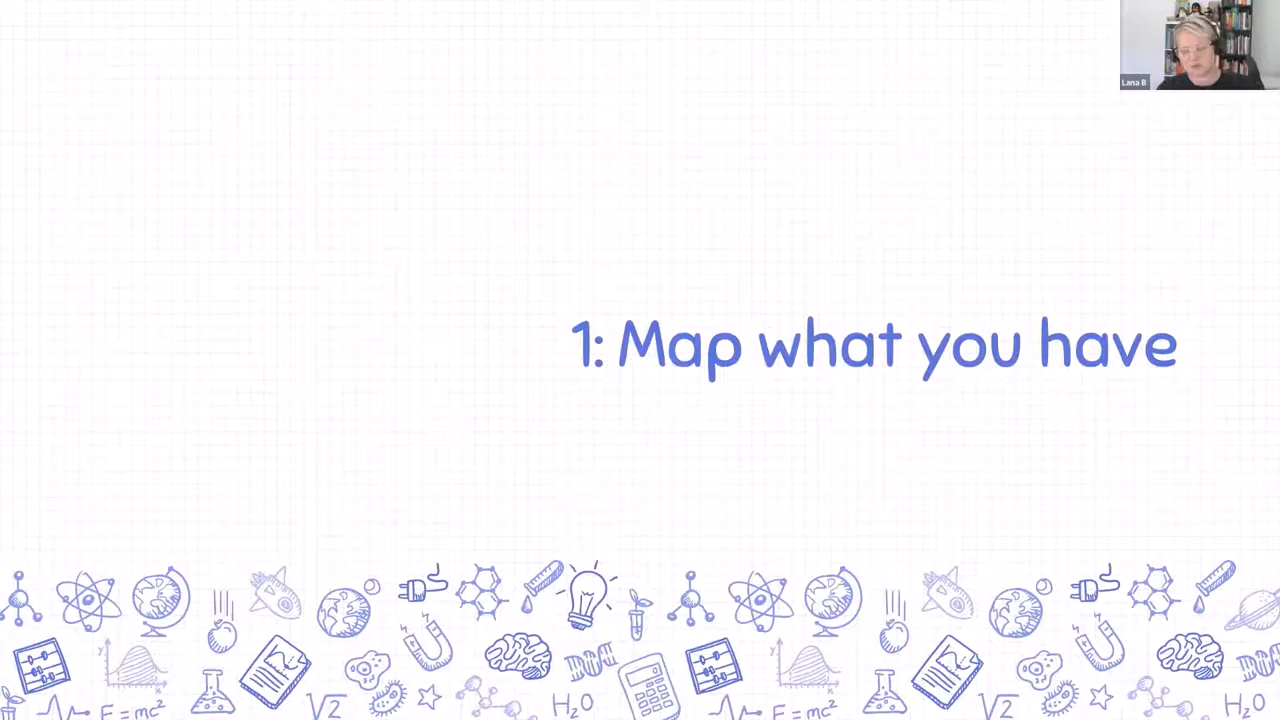 Lana B
1: Map what you have
y
x
E=mc²
√2
H₂O
y
x
E=mc²
√2
H₂O